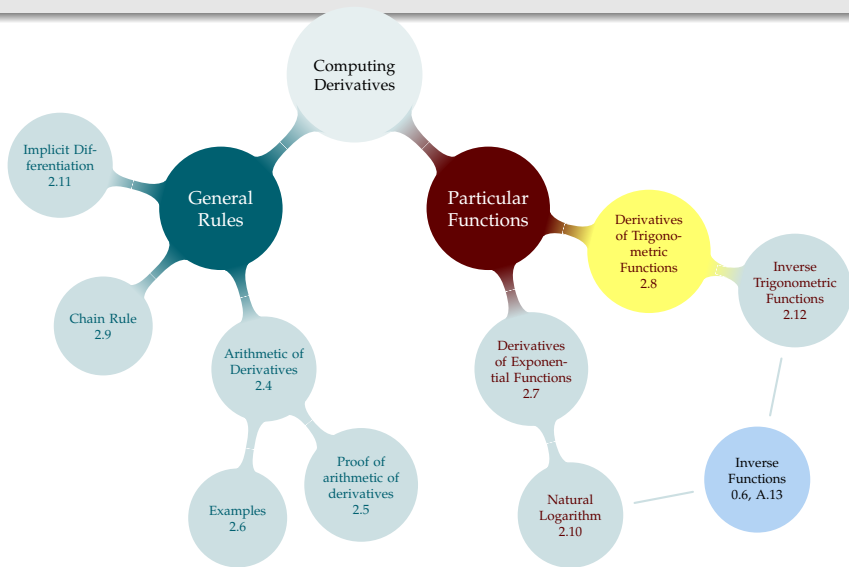 Computing
Derivatives
General
Rules
Implicit Dif-
ferentiation
2.11
Chain Rule
2.9
Arithmetic of
Derivatives
2.4
Examples
2.6
Proof of
arithmetic of
derivatives
2.5
Particular
Functions
Derivatives
of Trigono-
metric
Functions
2.8
Inverse
Trigonometric
Functions
2.12
Derivatives
of Exponen-
tial Functions
2.7
Natural
Logarithm
2.10
Inverse
Functions
0.6, A.13